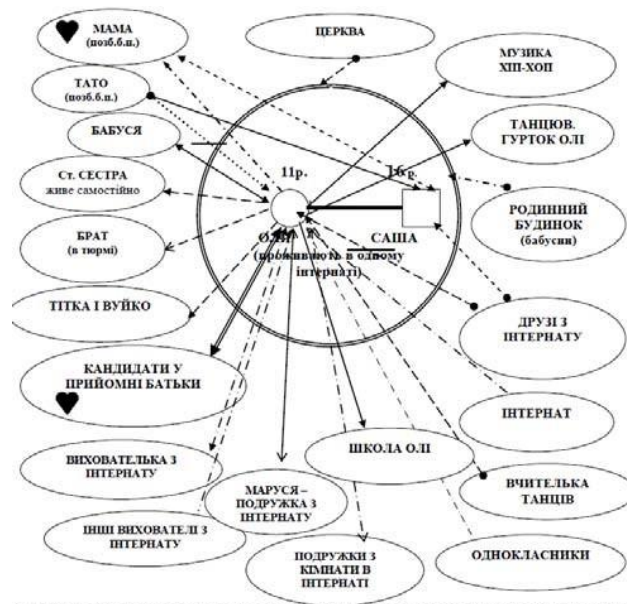 МАМА
(позб.б.п.)
ТАТО
(позб.б.п.)
БАБУСЯ
Ст. СЕСТРА
живе самостійно
БРАТ
(в тюрмі)
ТІТКА І ВУЙКО
КАНДИДАТИ У
ПРИЙОМНІ БАТЬКИ
ВИХОВАТЕЛЬКА З
ІНТЕРНАТУ
ІНШІ ВИХОВАТЕЛІ З
ІНТЕРНАТУ
ЦЕРКВА
11р.
16 р.
ОЛЯ
САША
(проживають в одному
інтернаті)
МАРУСЯ –
ПОДРУЖКА З
ІНТЕРНАТУ
ПОДРУЖКИ З
КІМНАТИ В
ІНТЕРНАТІ
ШКОЛА ОЛІ
МУЗИКА
ХІП-ХОП
ТАНЦЮВ.
ГУРТОК ОЛІ
РОДИННИЙ
БУДИНОК
(бабусин)
ДРУЗІ З
ІНТЕРНАТУ
ІНТЕРНАТ
ВЧИТЕЛЬКА
ТАНЦІВ
ОДНОКЛАСНИКИ